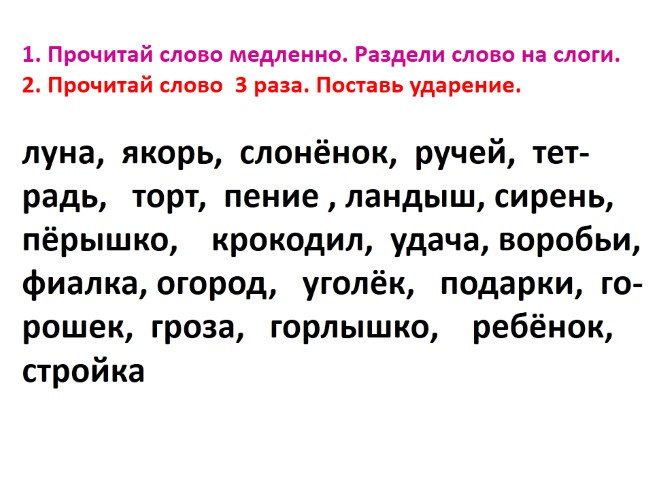 1. Прочитай слово медленно. Раздели слово на слоги.
2. Прочитай слово 3 раза. Поставь ударение.
луна, якорь, слонёнок, ручей, тет-
радь, торт, пение , ландыш, сирень,
пёрышко, крокодил, удача, воробьи,
фиалка, огород, уголёк, подарки, го-
рошек, гроза, горлышко, ребёнок,
стройка